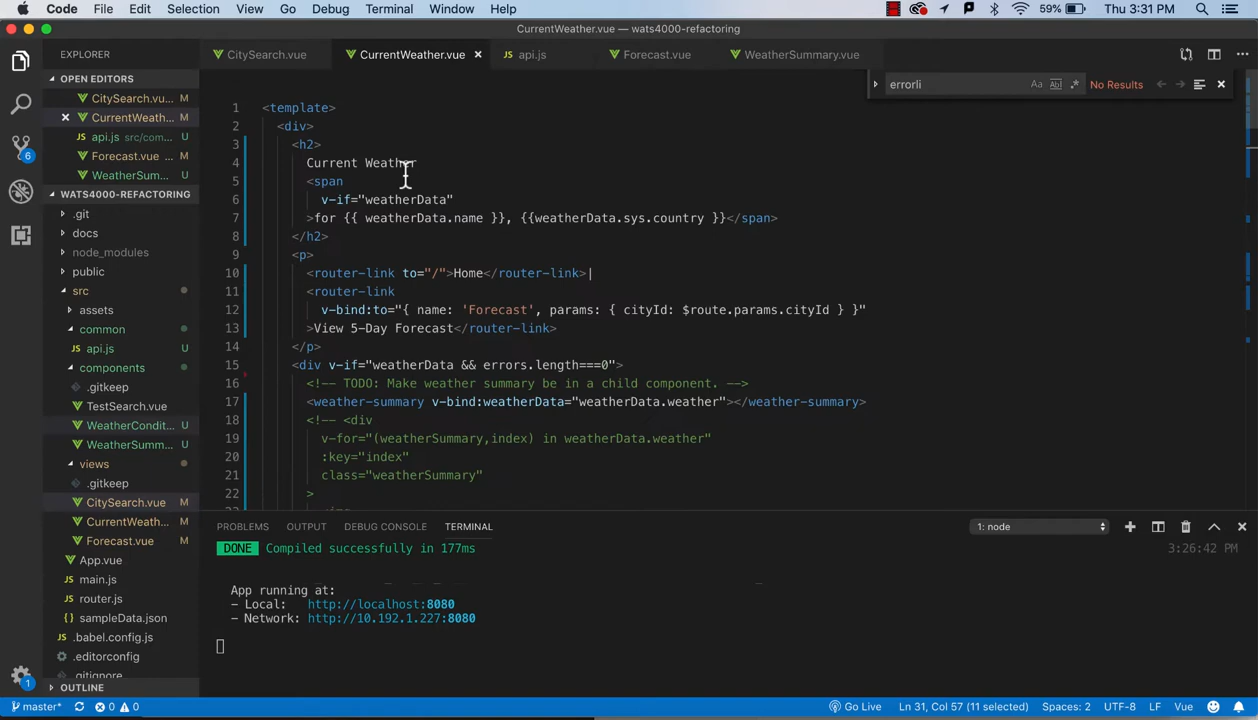 Code File Edit Selection View Go Debug Terminal Window Help 59% Thu 3:31 PM
CurrentWeather.vue — wats4000-refactoring
EXPLORER
CitySearch.vue CurrentWeather.vue × api.js Forecast.vue WeatherSummary.vue
OPEN EDITORS
CitySearch.vu... M
CurrentWeath... M
api.js src/com... U
Forecast.vue ... M
WeatherSum... U
WATS4000-REFACTORING
.git
docs
node_modules
public
src
assets
common
api.js U
components
.gitkeep
TestSearch.vue
WeatherCondit... U
WeatherSumm... U
views
.gitkeep
CitySearch.vue M
CurrentWeath... M
Forecast.vue M
App.vue
main.js
router.js
{} sampleData.json
.babel.config.js
.editorconfig
.gitignore
OUTLINE
errorli Aa Abl .* No Results
1 <template>
2 <div>
3 <h2>
4 Current Weather
5 <span
6 v-if="weatherData"
7 >for {{ weatherData.name }}, {{weatherData.sys.country }}</span>
8 </h2>
9 <p>
10 <router-link to="/">Home</router-link>|
11 <router-link
12 v-bind:to="{ name: 'Forecast', params: { cityId: $route.params.cityId } }"
13 >View 5-Day Forecast</router-link>
14 </p>
15 <div v-if="weatherData && errors.length===0">
16 <!-- TODO: Make weather summary be in a child component. -->
17 <weather-summary v-bind:weatherData="weatherData.weather"></weather-summary>
18 <!-- <div
19 v-for="(weatherSummary,index) in weatherData.weather"
20 :key="index"
21 class="weatherSummary"
22 >
PROBLEMS OUTPUT DEBUG CONSOLE TERMINAL 1: node
DONE Compiled successfully in 177ms 3:26:42 PM
App running at:
- Local: http://localhost:8080
- Network: http://10.192.1.227:8080
6
1
master* 0 0 Go Live Ln 31, Col 57 (11 selected) Spaces: 2 UTF-8 LF Vue